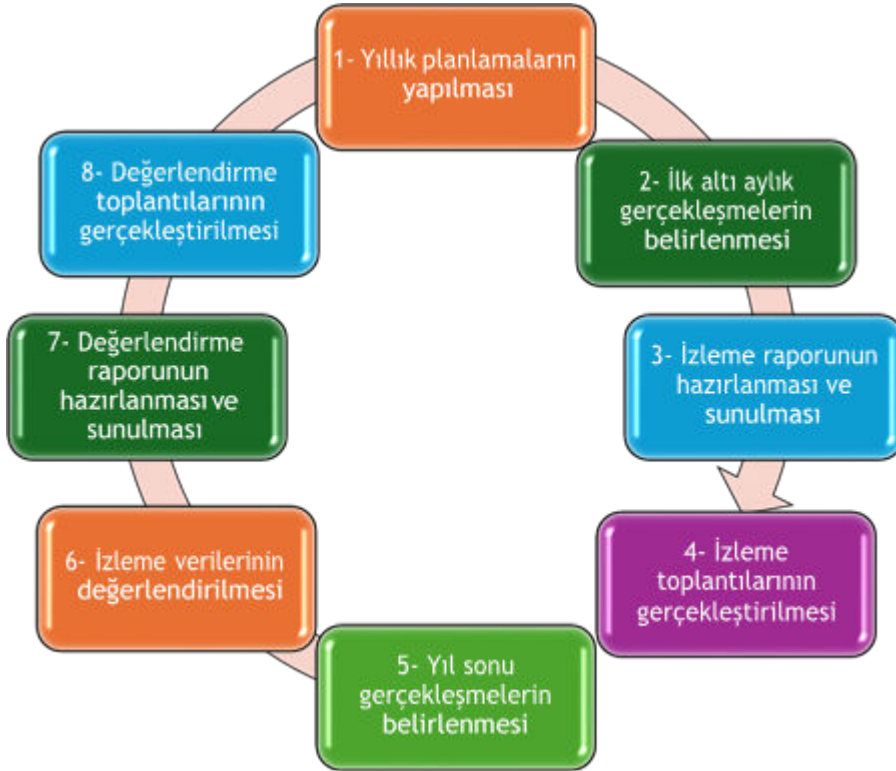 1- Yıllık planlamaların
yapılması
2- İlk altı aylık
gerçekleşmelerin
belirlenmesi
3- İzleme raporunun
hazırlanması ve
sunulması
4- İzleme
toplantılarının
gerçekleştirilmesi
5- Yıl sonu
gerçekleşmelerin
belirlenmesi
6- İzleme verilerinin
değerlendirilmesi
7- Değerlendirme
raporunun
hazırlanması ve
sunulması
8- Değerlendirme
toplantılarının
gerçekleştirilmesi